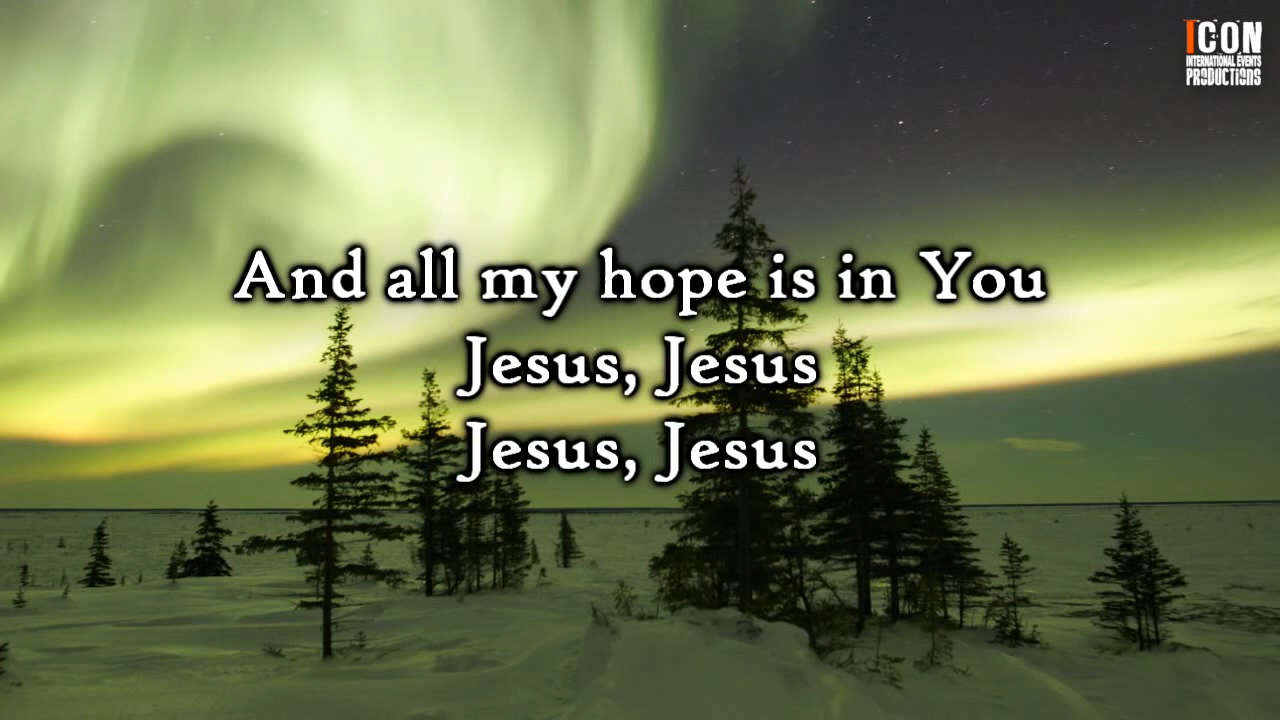 ICON
INTERNATIONAL EVENTS
PRODUCTIONS
And all my hope is in You
Jesus, Jesus
Jesus, Jesus